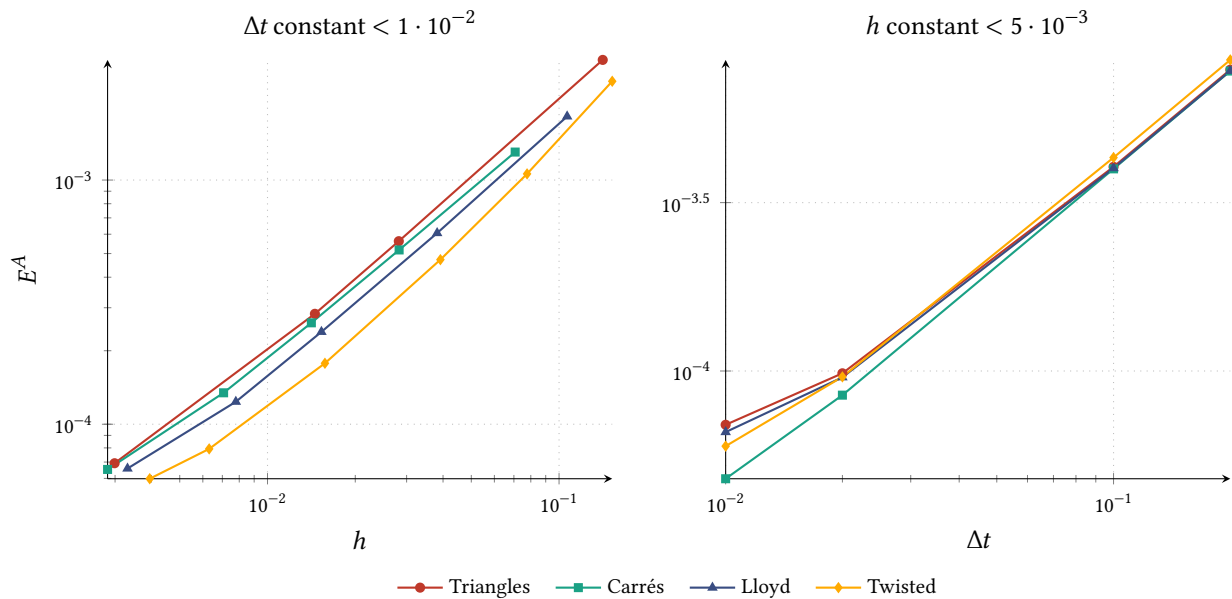 Δt constant < 1 · 10⁻²
h constant < 5 · 10⁻³
10⁻³
10⁻⁴
Eᴬ
10⁻² 10⁻¹
h
10⁻³·⁵
10⁻⁴
10⁻² 10⁻¹
Δt
Triangles Carrés Lloyd Twisted